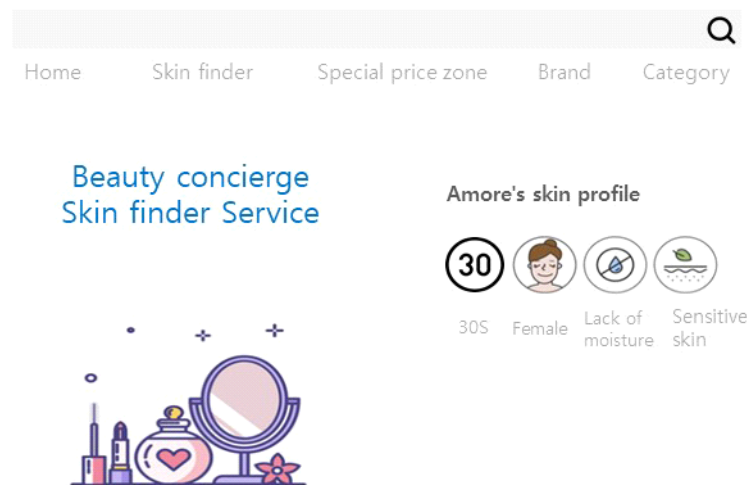 Home Skin finder Special price zone Brand Category
Beauty concierge
Skin finder Service
Amore's skin profile
30
30S Female Lack of moisture Sensitive skin